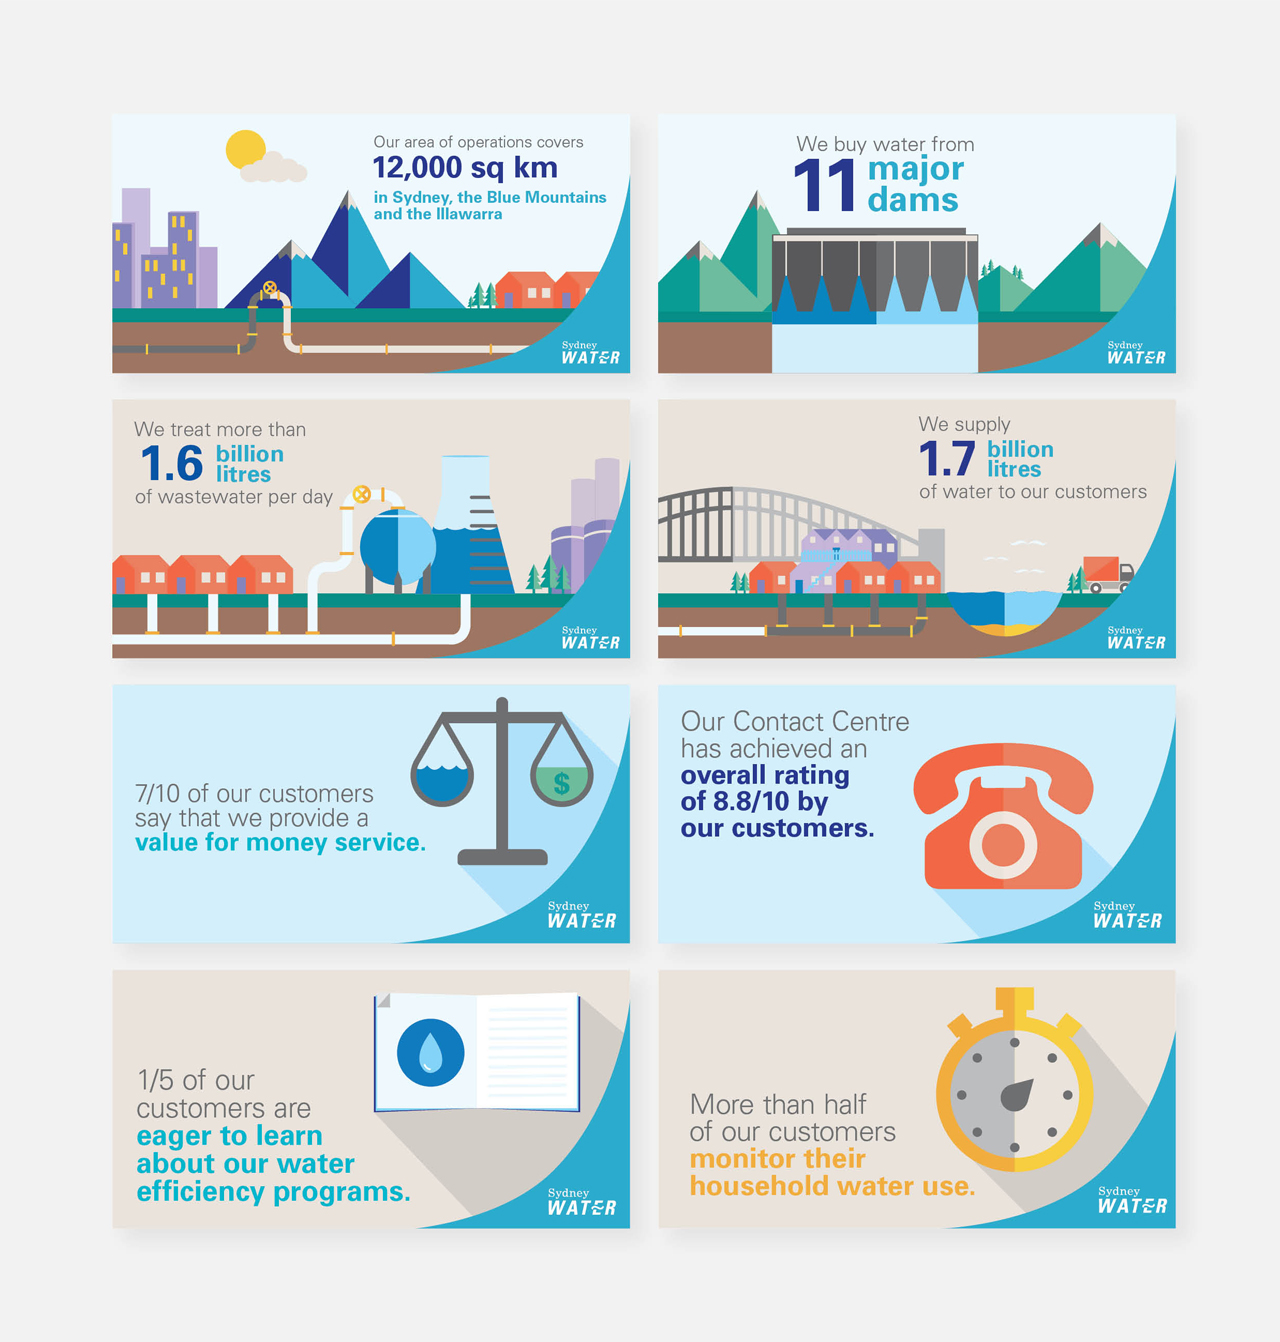 Our area of operations covers
12,000 sq km
in Sydney, the Blue Mountains
and the Illawarra
Sydney
WATER
We buy water from
11 major
dams
Sydney
WATER
We treat more than
1.6 billion
litres
of wastewater per day
Sydney
WATER
We supply
1.7 billion
litres
of water to our customers
Sydney
WATER
7/10 of our customers
say that we provide a
value for money service.
$
Sydney
WATER
Our Contact Centre
has achieved an
overall rating
of 8.8/10 by
our customers.
Sydney
WATER
1/5 of our
customers are
eager to learn
about our water
efficiency programs.
Sydney
WATER
More than half
of our customers
monitor their
household water use.
Sydney
WATER